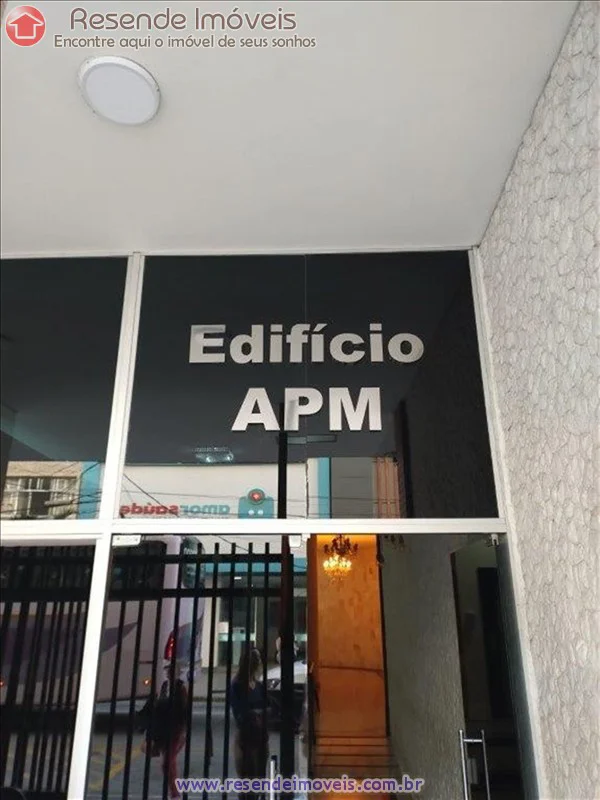 Resende Imóveis
Encontre aqui o imóvel de seus sonhos
Edifício
APM
amorsaúde
www.resendeimoveis.com.br